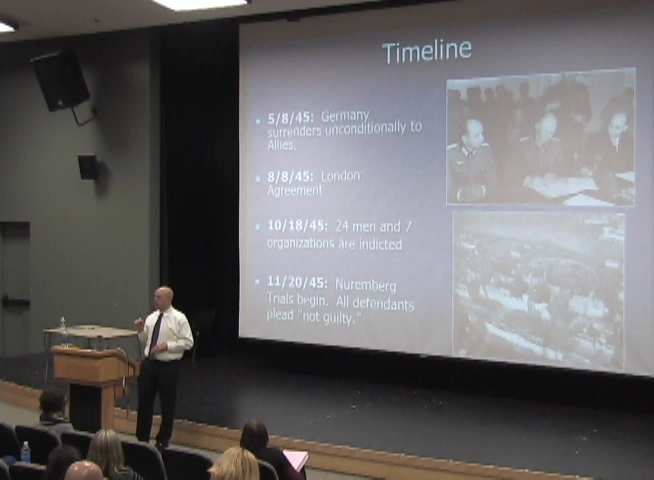 Timeline
5/8/45: Germany
surrenders unconditionally to
Allies.
8/8/45: London
Agreement
10/18/45: 24 men and 7
organizations are indicted
11/20/45: Nuremberg
Trials begin. All defendants
plead "not guilty."